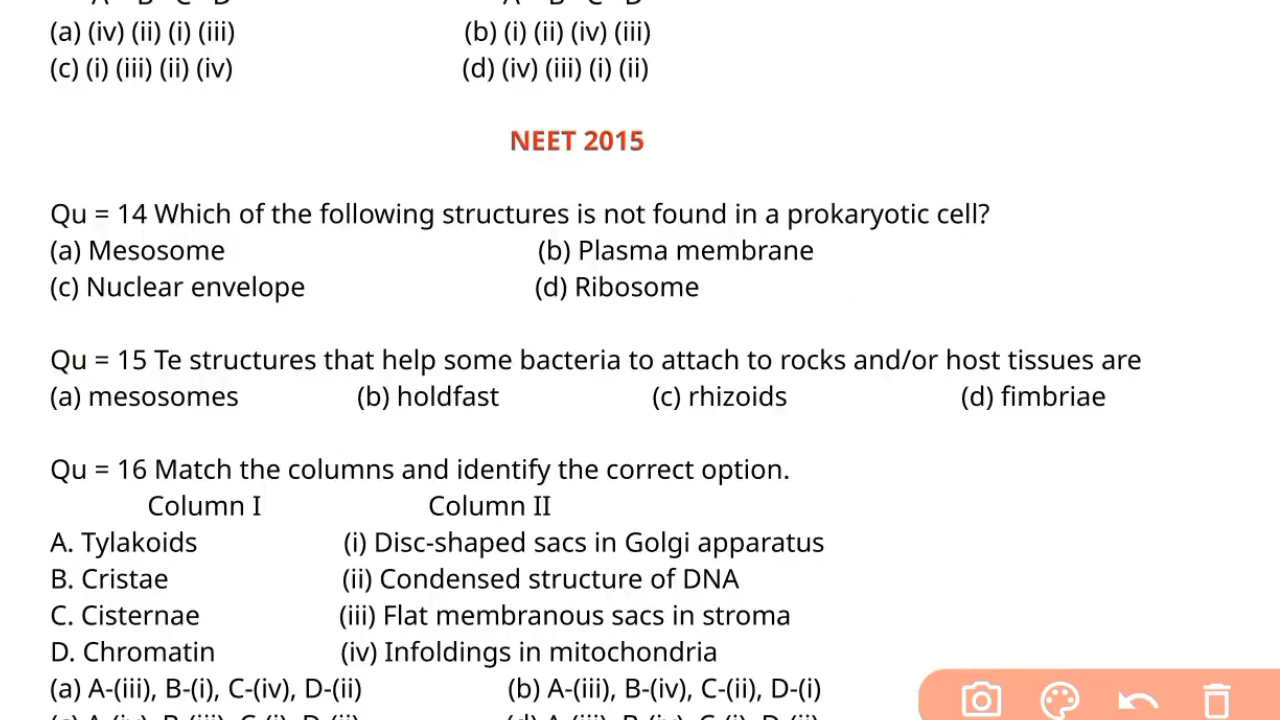 (a) (iv) (ii) (i) (iii) (b) (i) (ii) (iv) (iii)
(c) (i) (iii) (ii) (iv) (d) (iv) (iii) (i) (ii)
NEET 2015
Qu = 14 Which of the following structures is not found in a prokaryotic cell?
(a) Mesosome (b) Plasma membrane
(c) Nuclear envelope (d) Ribosome
Qu = 15 Te structures that help some bacteria to attach to rocks and/or host tissues are
(a) mesosomes (b) holdfast (c) rhizoids (d) fimbriae
Qu = 16 Match the columns and identify the correct option.
Column I Column II
A. Tylakoids (i) Disc-shaped sacs in Golgi apparatus
B. Cristae (ii) Condensed structure of DNA
C. Cisternae (iii) Flat membranous sacs in stroma
D. Chromatin (iv) Infoldings in mitochondria
(a) A-(iii), B-(i), C-(iv), D-(ii) (b) A-(iii), B-(iv), C-(ii), D-(i)